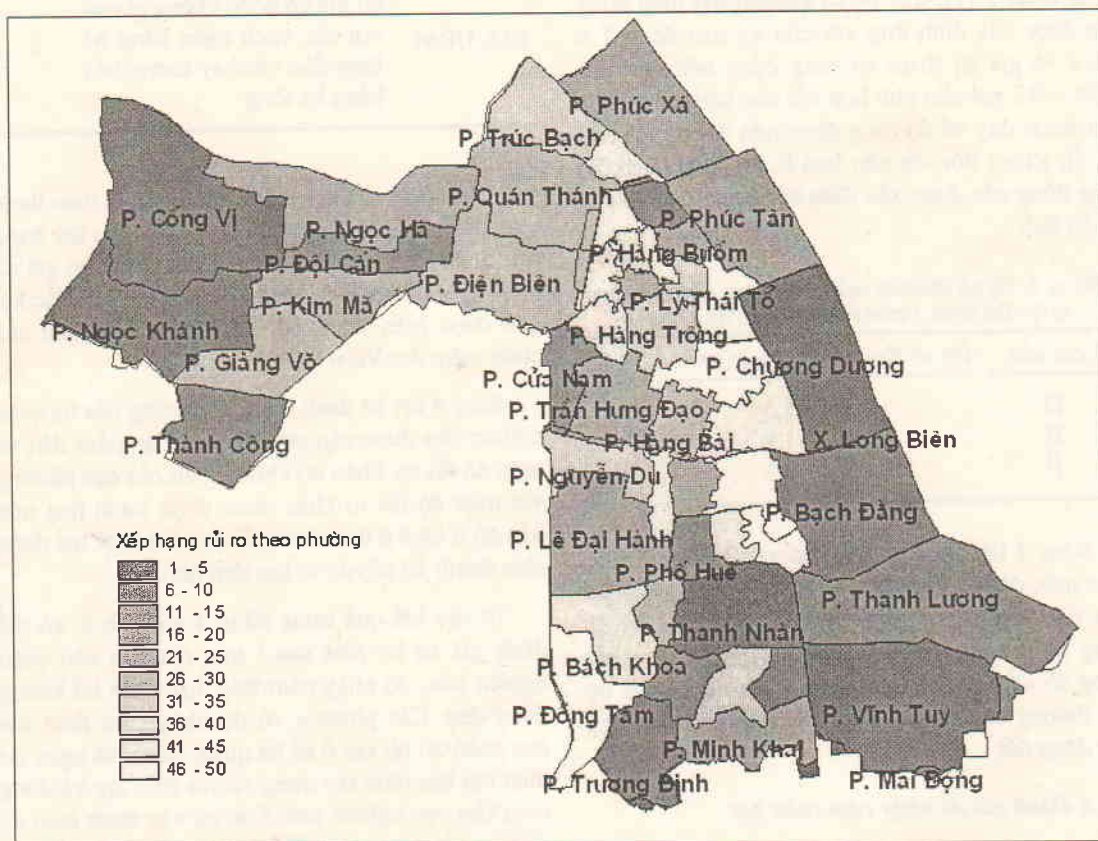 P. Phúc Xá
P. Trúc Bạch
P. Quán Thánh
P. Cống Vị
P. Ngọc Hà
P. Phúc Tân
P. Hàng Buồm
P. Đội Cấn
P. Điện Biên
P. Kim Mã
P. Lý Thái Tổ
P. Ngọc Khánh
P. Hàng Trống
P. Giảng Võ
P. Chương Dương
P. Cửa Nam
P. Trần Hưng Đạo
P. Thành Công
P. Hàng Bài
X. Long Biên
P. Nguyễn Du
P. Bạch Đằng
P. Lê Đại Hành
P. Phố Huế
P. Thanh Lương
P. Thanh Nhàn
P. Bách Khoa
P. Đồng Tâm
P. Vĩnh Tuy
P. Minh Khai
P. Trương Định
P. Mai Động
Xếp hạng rủi ro theo phường
1 - 5
6 - 10
11 - 15
16 - 20
21 - 25
26 - 30
31 - 35
36 - 40
41 - 45
46 - 50